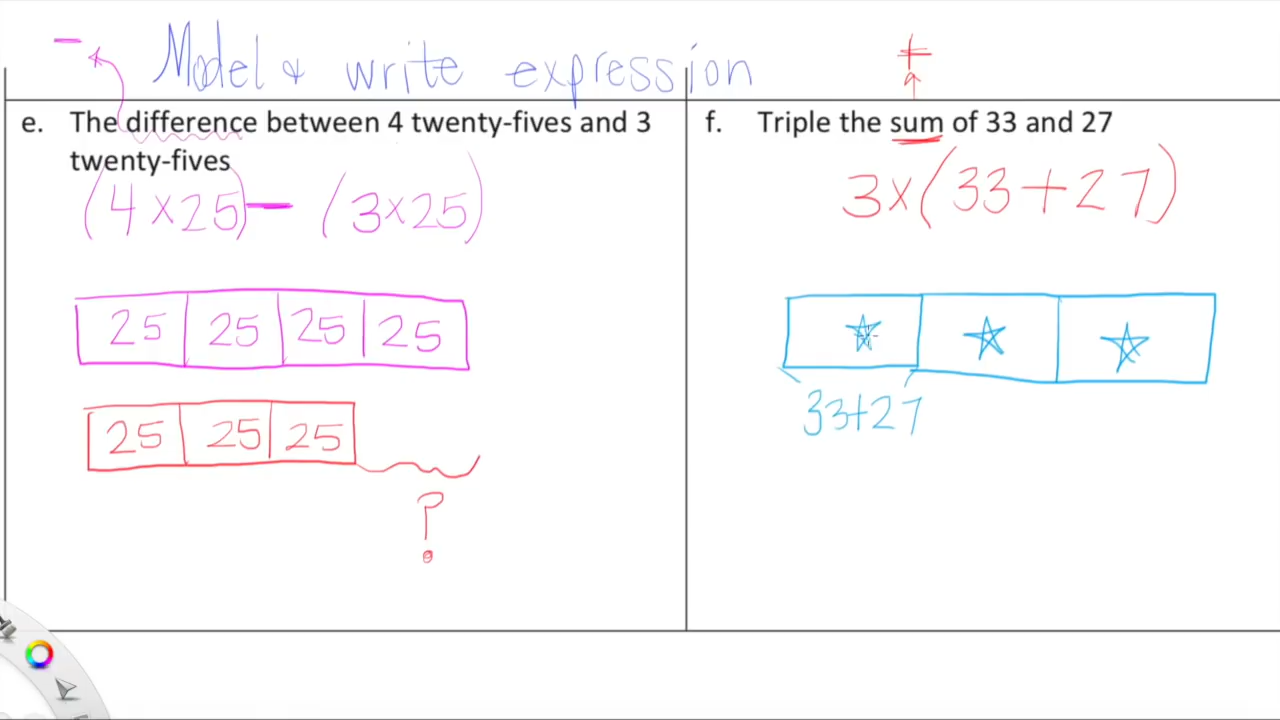 -
Model & write expression
+
e. The difference between 4 twenty-fives and 3
twenty-fives
(4 × 25) - (3 × 25)
25 25 25 25
25 25 25
?
f. Triple the sum of 33 and 27
3 × (33 + 27)
33+27